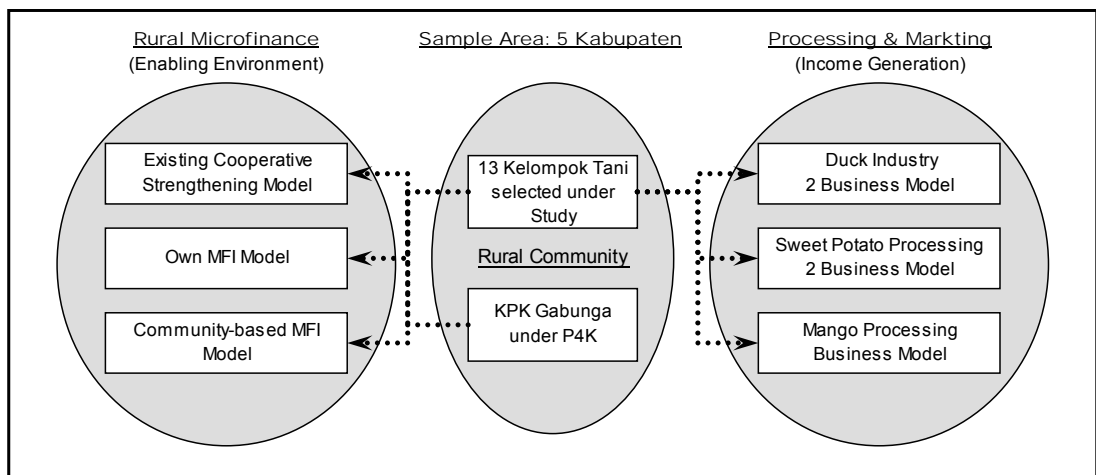 Rural Microfinance
(Enabling Environment)
Existing Cooperative
Strengthening Model
Own MFI Model
Community-based MFI
Model
Sample Area: 5 Kabupaten
13 Kelompok Tani
selected under
Study
Rural Community
KPK Gabunga
under P4K
Processing & Markting
(Income Generation)
Duck Industry
2 Business Model
Sweet Potato Processing
2 Business Model
Mango Processing
Business Model